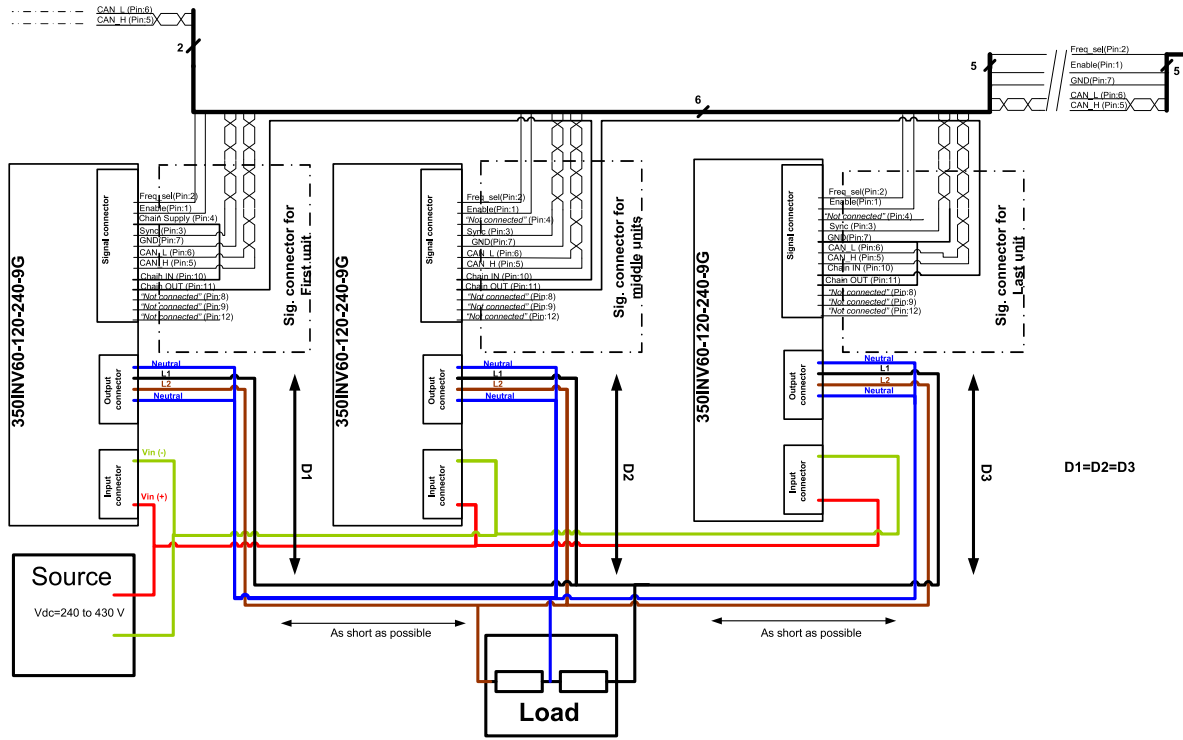 CAN_L (Pin:6)
CAN_H (Pin:5)
2
6
5
Freq_sel(Pin:2)
Enable(Pin:1)
GND(Pin:7)
CAN_L (Pin:6)
CAN_H (Pin:5)
5
350INV60-120-240-9G
Signal connector
Freq_sel(Pin:2)
Enable(Pin:1)
Chain Supply (Pin:4)
Sync(Pin:3)
GND(Pin:7)
CAN_L (Pin:6)
CAN_H (Pin:5)
Chain IN (Pin:10)
Chain OUT (Pin:11)
"Not connected" (Pin:8)
"Not connected" (Pin:9)
"Not connected" (Pin:12)
Sig. connector for
First unit
Output
connector
Neutral
L1
L2
Neutral
Input
connector
Vin (-)
Vin (+)
D1
350INV60-120-240-9G
Signal connector
Freq_sel(Pin:2)
Enable(Pin:1)
"Not connected" (Pin:4)
Sync (Pin:3)
GND(Pin:7)
CAN_L (Pin:6)
CAN_H (Pin:5)
Chain IN (Pin:10)
Chain OUT (Pin:11)
"Not connected" (Pin:8)
"Not connected" (Pin:9)
"Not connected" (Pin:12)
Sig. connector for
middle units
Output
connector
Neutral
L1
L2
Neutral
Input
connector
D2
350INV60-120-240-9G
Signal connector
Freq_sel(Pin:2)
Enable(Pin:1)
"Not connected" (Pin:4)
Sync (Pin:3)
GND(Pin:7)
CAN_L (Pin:6)
CAN_H (Pin:5)
Chain IN (Pin:10)
Chain OUT (Pin:11)
"Not connected" (Pin:8)
"Not connected" (Pin:9)
"Not connected" (Pin:12)
Sig. connector for
Last unit
Output
connector
Neutral
L1
L2
Neutral
Input
connector
D3
D1=D2=D3
Source
Vdc=240 to 430 V
As short as possible
As short as possible
Load